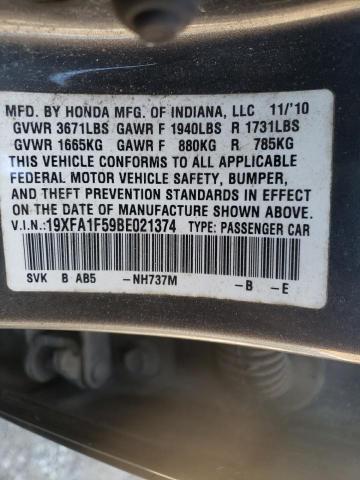 MFD. BY HONDA MFG. OF INDIANA, LLC 11/'10
GVWR 3671LBS GAWR F 1940LBS R 1731LBS
GVWR 1665KG GAWR F 880KG R 785KG
THIS VEHICLE CONFORMS TO ALL APPLICABLE
FEDERAL MOTOR VEHICLE SAFETY, BUMPER,
AND THEFT PREVENTION STANDARDS IN EFFECT
ON THE DATE OF MANUFACTURE SHOWN ABOVE.
V.I.N.:19XFA1F59BE021374 TYPE: PASSENGER CAR
SVK B AB5 -NH737M -B -E